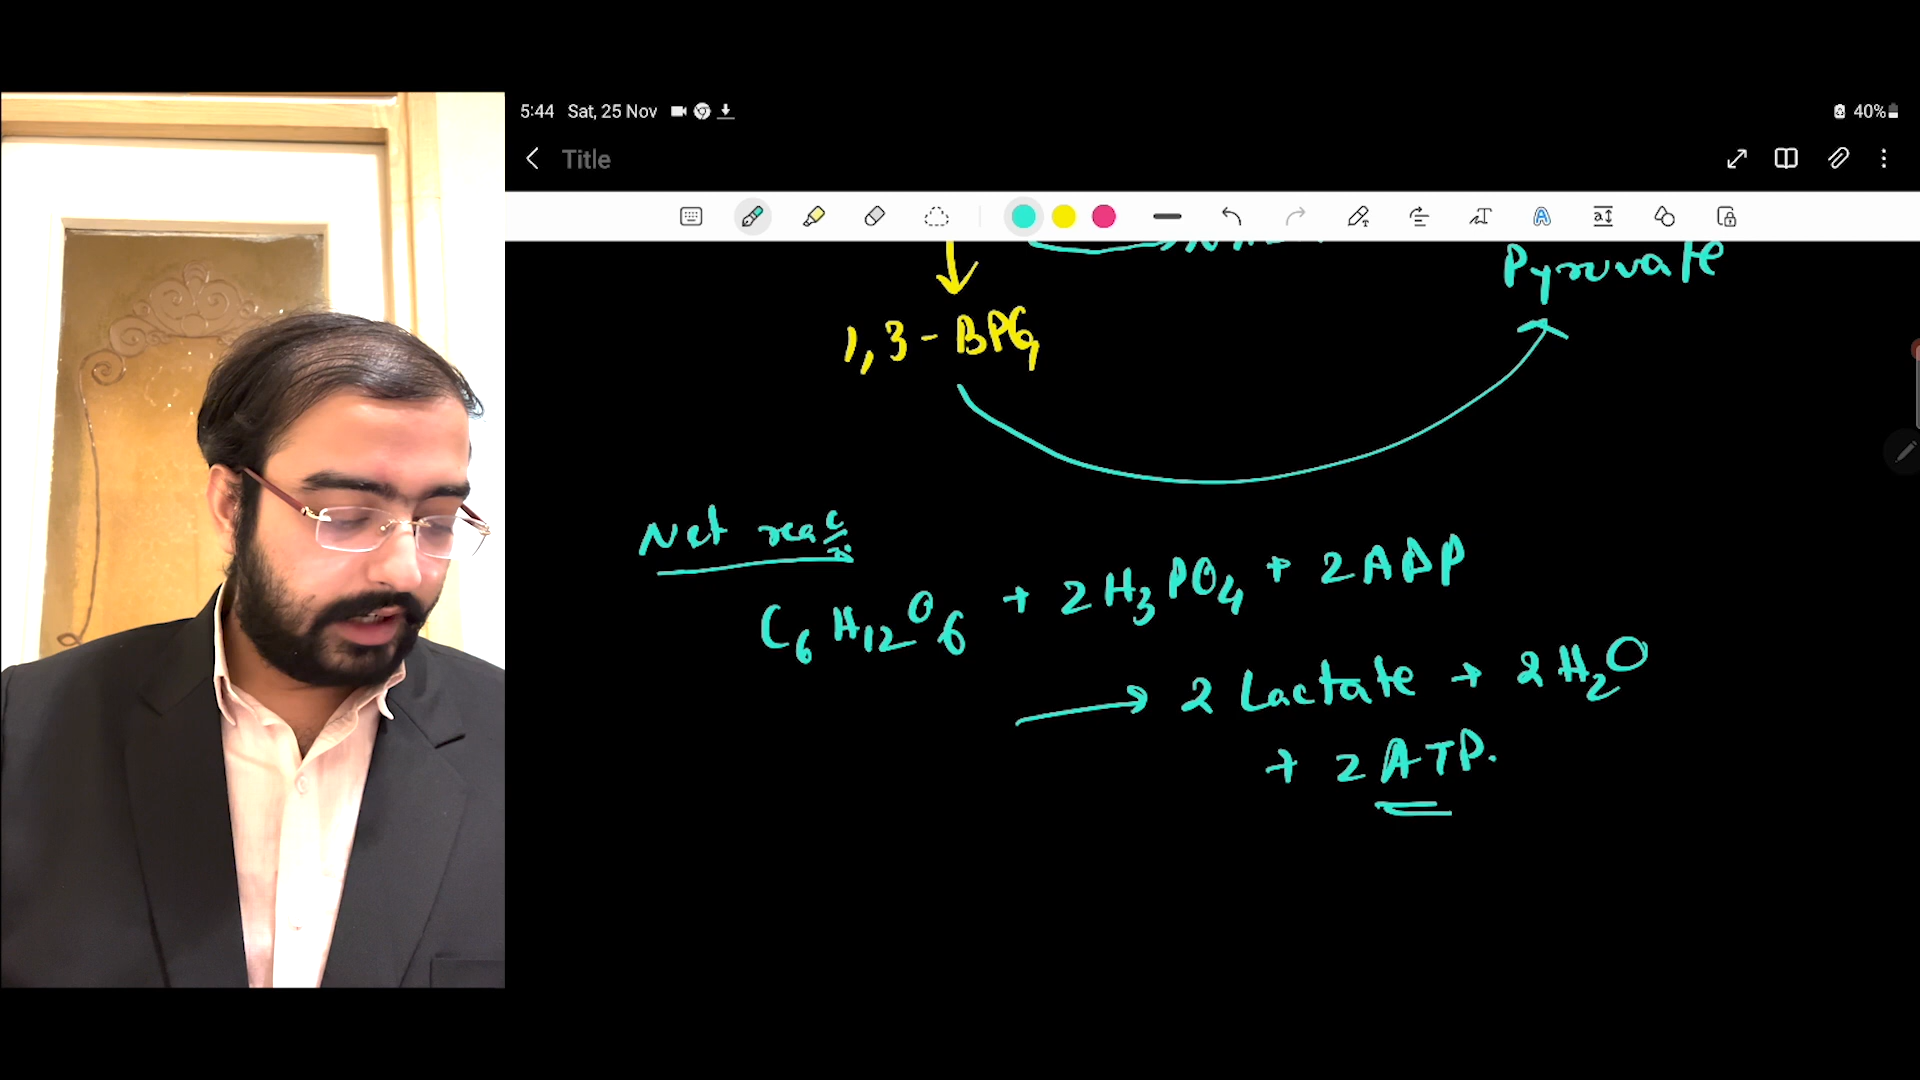 5:44 Sat, 25 Nov 40%
Title
Pyruvate
1,3-BPG
Net reac
C6H12O6 + 2H3PO4 + 2ADP
→ 2 Lactate + 2H2O
+ 2 ATP.